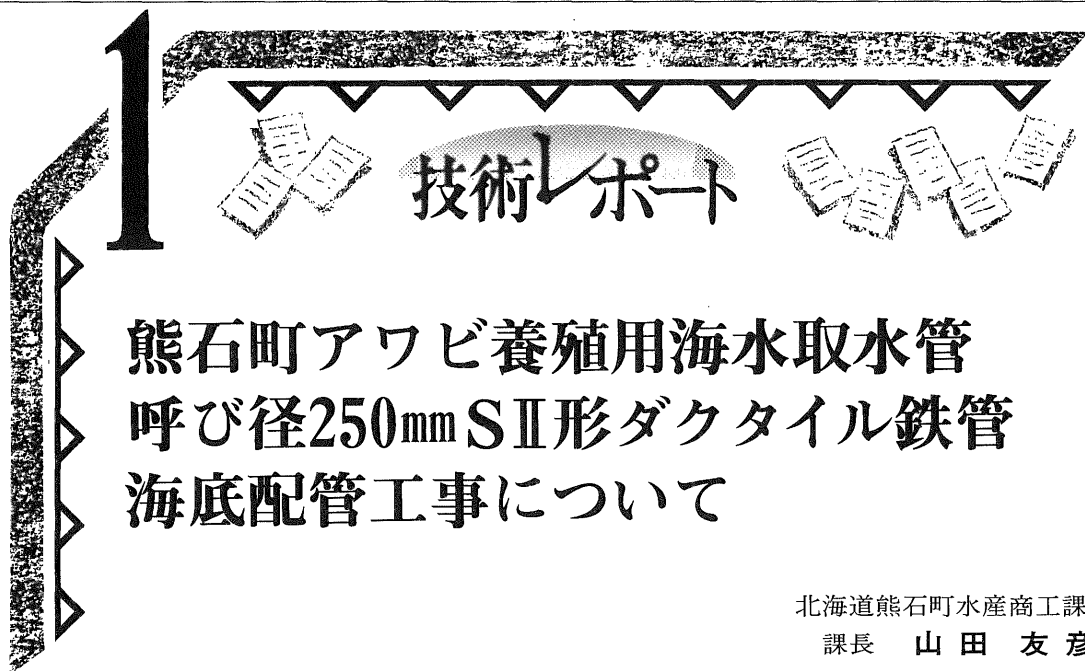 1
技術レポート
熊石町アワビ養殖用海水取水管
呼び径250mmSⅡ形ダクタイル鉄管
海底配管工事について
北海道熊石町水産商工課
課長 山田 友彦